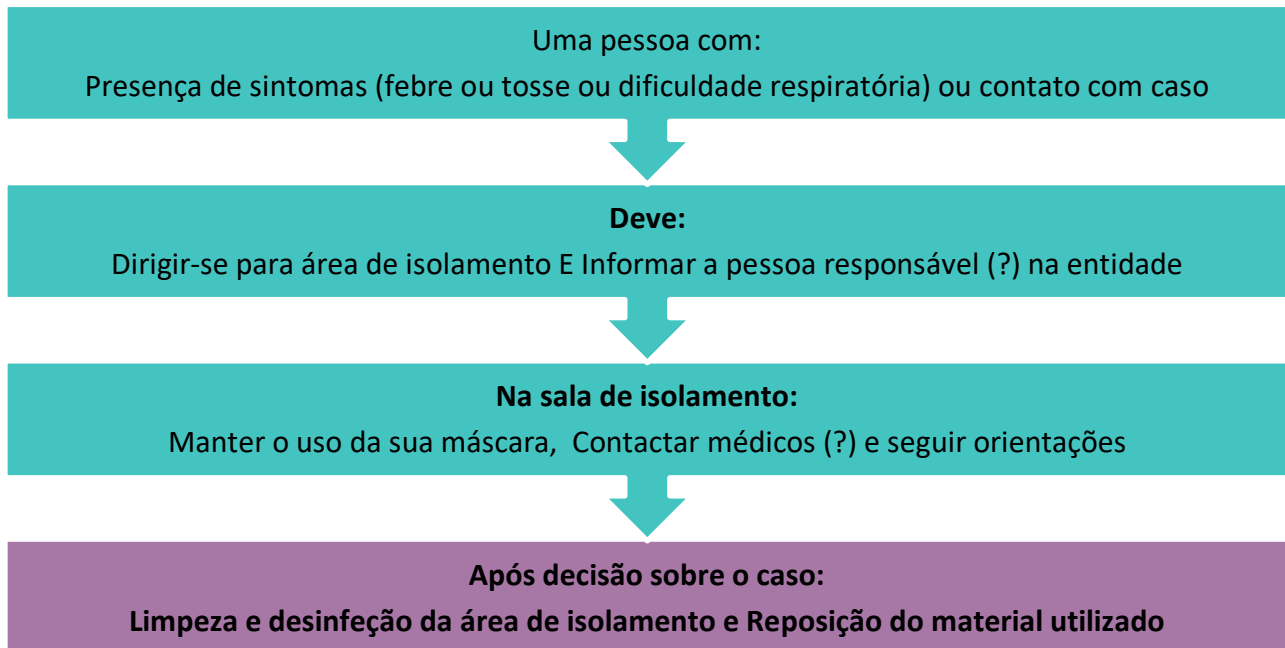 Uma pessoa com:
Presença de sintomas (febre ou tosse ou dificuldade respiratória) ou contato com caso
Deve:
Dirigir-se para área de isolamento E Informar a pessoa responsável (?) na entidade
Na sala de isolamento:
Manter o uso da sua máscara, Contactar médicos (?) e seguir orientações
Após decisão sobre o caso:
Limpeza e desinfeção da área de isolamento e Reposição do material utilizado